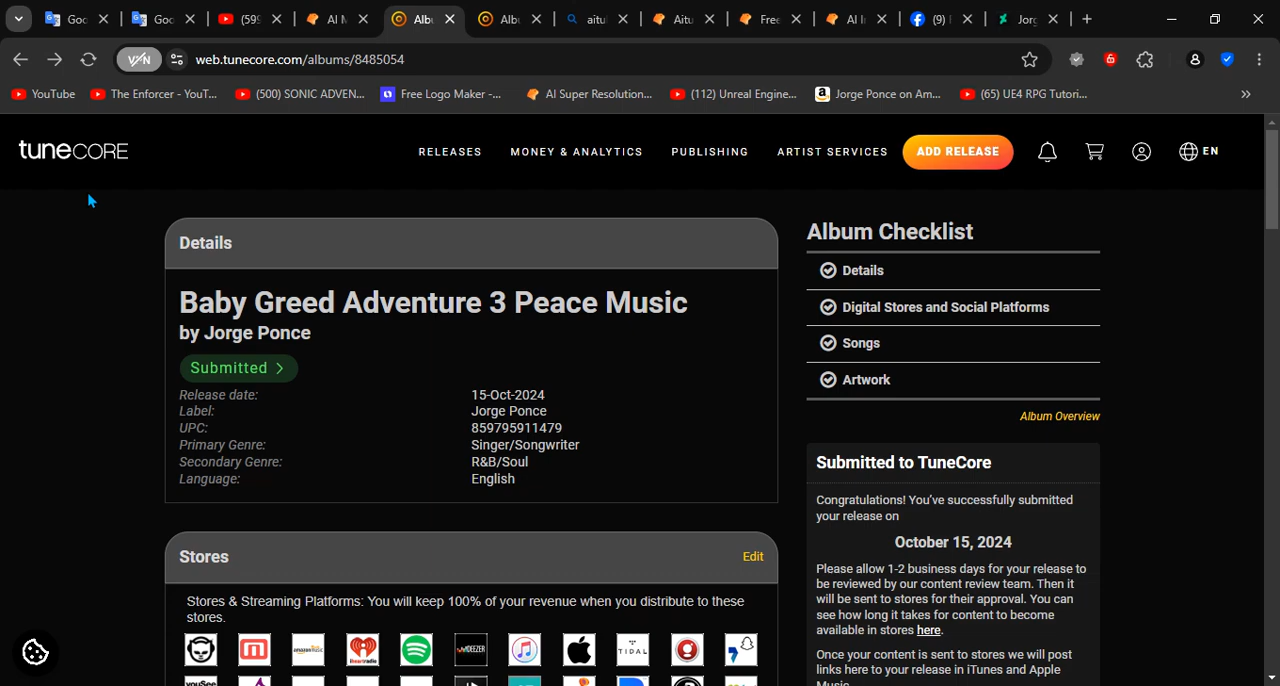 Goo
Goo
(599
AI M
Albu
Albu
aitu
Aitu
Free
AI I
(9)
Jorg
VPN
web.tunecore.com/albums/8485054
YouTube
The Enforcer - YouT...
(500) SONIC ADVEN...
Free Logo Maker -...
AI Super Resolution...
(112) Unreal Engine...
Jorge Ponce on Am...
(65) UE4 RPG Tutori...
tuneCORE
RELEASES
MONEY & ANALYTICS
PUBLISHING
ARTIST SERVICES
ADD RELEASE
EN
Details
Baby Greed Adventure 3 Peace Music
by Jorge Ponce
Submitted >
Release date: 15-Oct-2024
Label: Jorge Ponce
UPC: 859795911479
Primary Genre: Singer/Songwriter
Secondary Genre: R&B/Soul
Language: English
Stores Edit
Stores & Streaming Platforms: You will keep 100% of your revenue when you distribute to these
stores.
amazon music
iHeartRADIO
DEEZER
TIDAL
Album Checklist
Details
Digital Stores and Social Platforms
Songs
Artwork
Album Overview
Submitted to TuneCore
Congratulations! You've successfully submitted
your release on
October 15, 2024
Please allow 1-2 business days for your release to
be reviewed by our content review team. Then it
will be sent to stores for their approval. You can
see how long it takes for content to become
available in stores here.
Once your content is sent to stores we will post
links here to your release in iTunes and Apple
Music